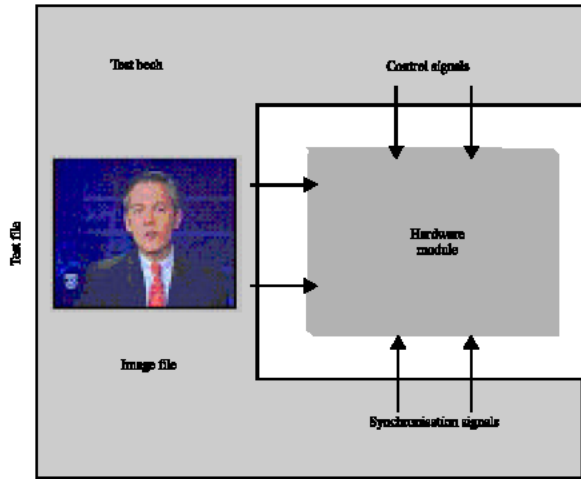 Test bech
Control signals
Test file
Hardware
module
Image file
Synchronisation signals